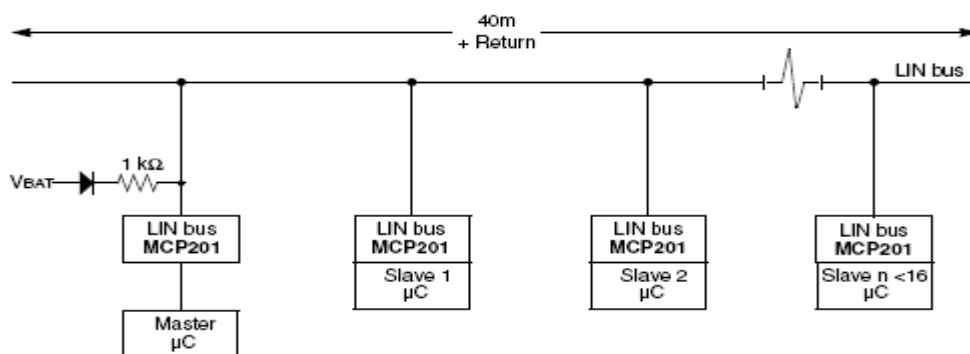 40m
+ Return
LIN bus
1 kΩ
VBAT
LIN bus
MCP201
LIN bus
MCP201
LIN bus
MCP201
LIN bus
MCP201
Slave 1
µC
Slave 2
µC
Slave n <16
µC
Master
µC